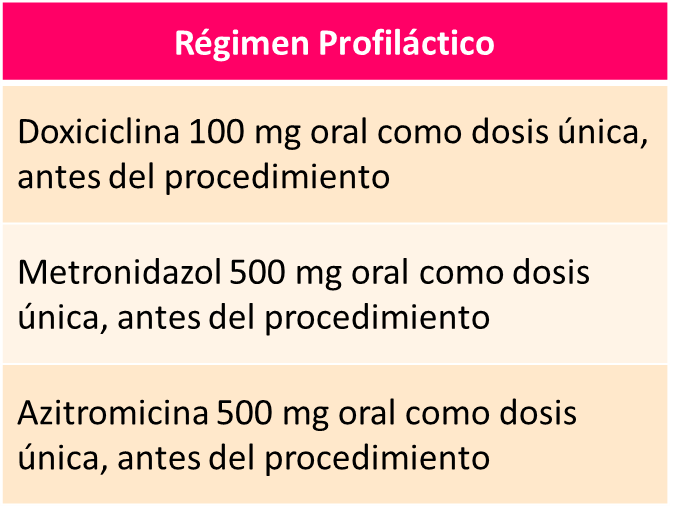 Régimen Profiláctico
Doxiciclina 100 mg oral como dosis única,
antes del procedimiento
Metronidazol 500 mg oral como dosis
única, antes del procedimiento
Azitromicina 500 mg oral como dosis
única, antes del procedimiento